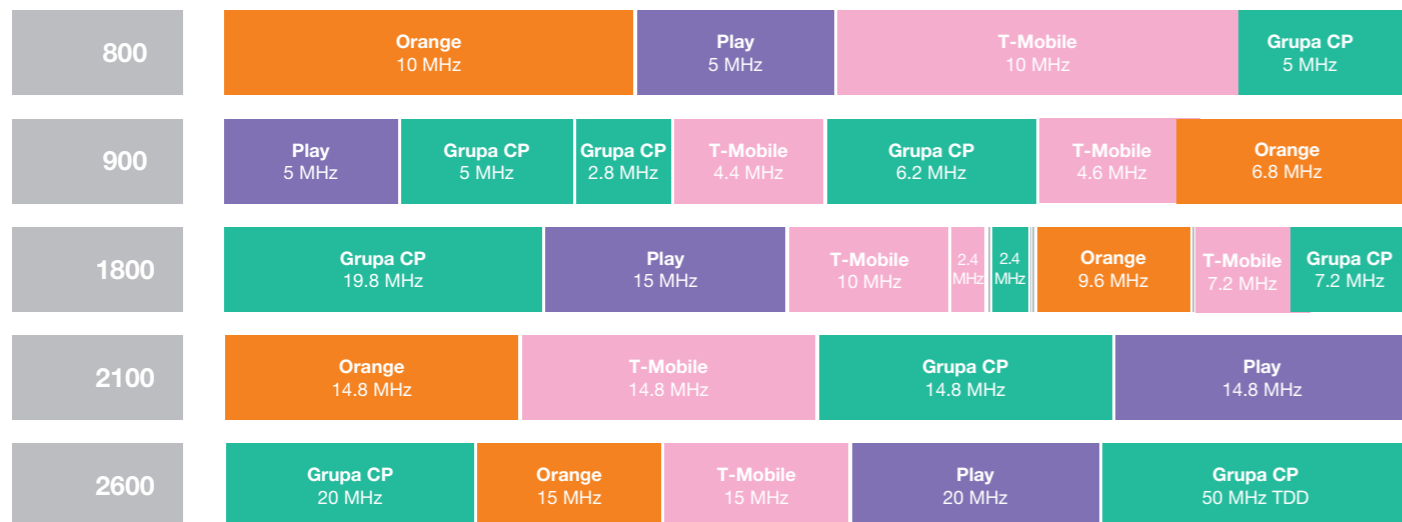 800
Orange
10 MHz
Play
5 MHz
T-Mobile
10 MHz
Grupa CP
5 MHz
900
Play
5 MHz
Grupa CP
5 MHz
Grupa CP
2.8 MHz
T-Mobile
4.4 MHz
Grupa CP
6.2 MHz
T-Mobile
4.6 MHz
Orange
6.8 MHz
1800
Grupa CP
19.8 MHz
Play
15 MHz
T-Mobile
10 MHz
2.4
MHz
2.4
MHz
Orange
9.6 MHz
T-Mobile
7.2 MHz
Grupa CP
7.2 MHz
2100
Orange
14.8 MHz
T-Mobile
14.8 MHz
Grupa CP
14.8 MHz
Play
14.8 MHz
2600
Grupa CP
20 MHz
Orange
15 MHz
T-Mobile
15 MHz
Play
20 MHz
Grupa CP
50 MHz TDD